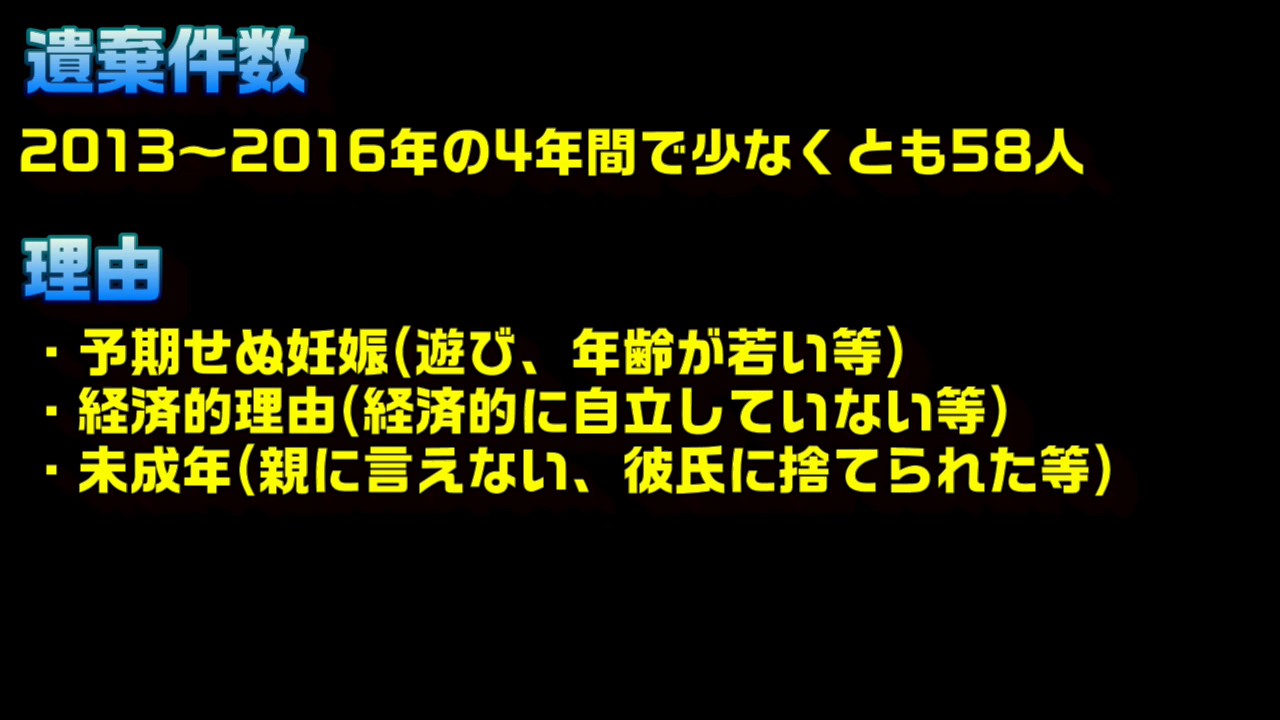 遺棄件数
2013～2016年の4年間で少なくとも58人
理由
・予期せぬ妊娠(遊び、年齢が若い等)
・経済的理由(経済的に自立していない等)
・未成年(親に言えない、彼氏に捨てられた等)